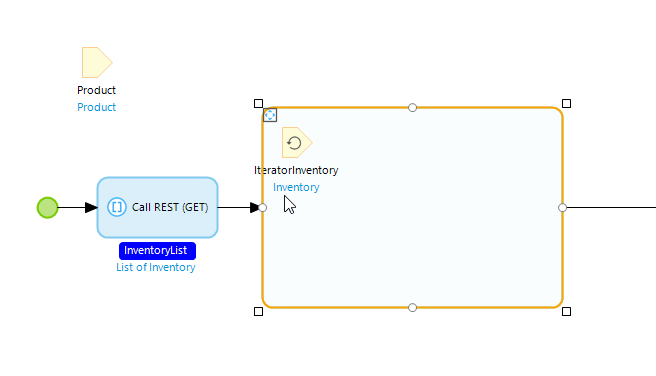 Product
Product
IteratorInventory
Inventory
Call REST (GET)
InventoryList
List of Inventory